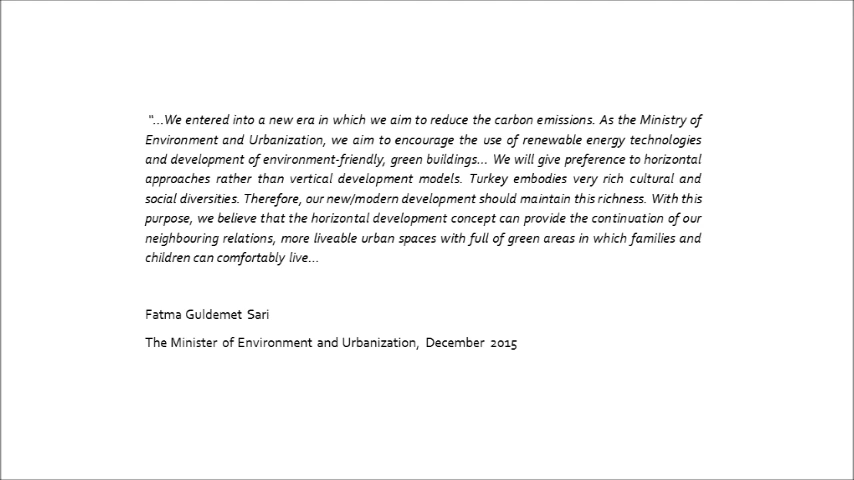 "...We entered into a new era in which we aim to reduce the carbon emissions. As the Ministry of
Environment and Urbanization, we aim to encourage the use of renewable energy technologies
and development of environment-friendly, green buildings... We will give preference to horizontal
approaches rather than vertical development models. Turkey embodies very rich cultural and
social diversities. Therefore, our new/modern development should maintain this richness. With this
purpose, we believe that the horizontal development concept can provide the continuation of our
neighbouring relations, more liveable urban spaces with full of green areas in which families and
children can comfortably live...
Fatma Guldemet Sari
The Minister of Environment and Urbanization, December 2015